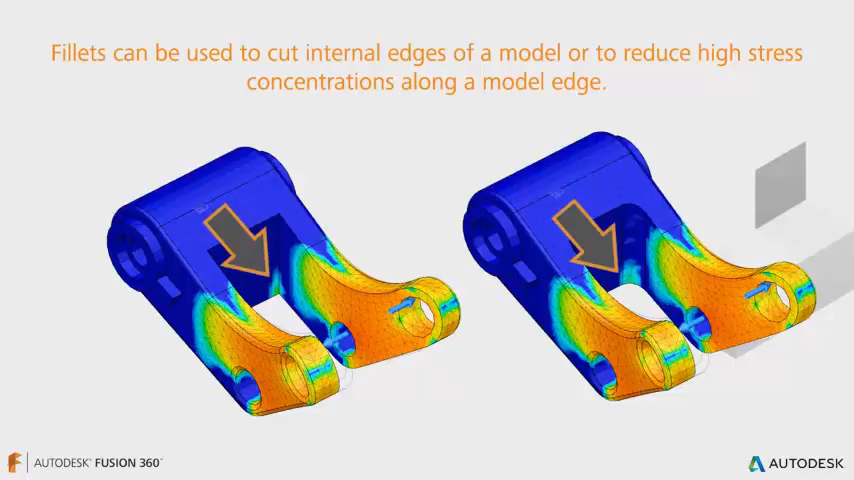 Fillets can be used to cut internal edges of a model or to reduce high stress
concentrations along a model edge.
AUTODESK® FUSION 360™
AUTODESK